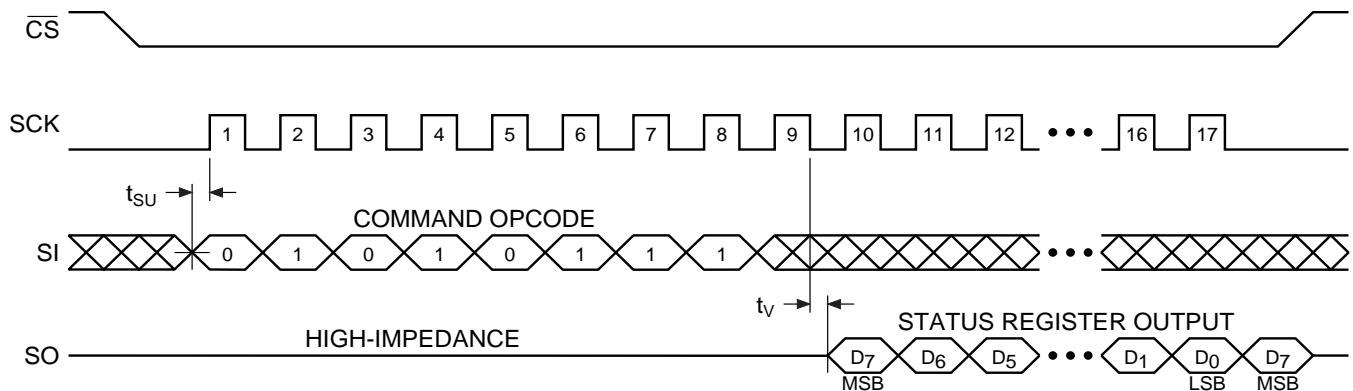 CS
SCK 1 2 3 4 5 6 7 8 9 10 11 12 ••• 16 17
tSU
COMMAND OPCODE
SI 0 1 0 1 0 1 1 1 •••
tV
HIGH-IMPEDANCE STATUS REGISTER OUTPUT
SO D7 D6 D5 ••• D1 D0 D7
MSB LSB MSB